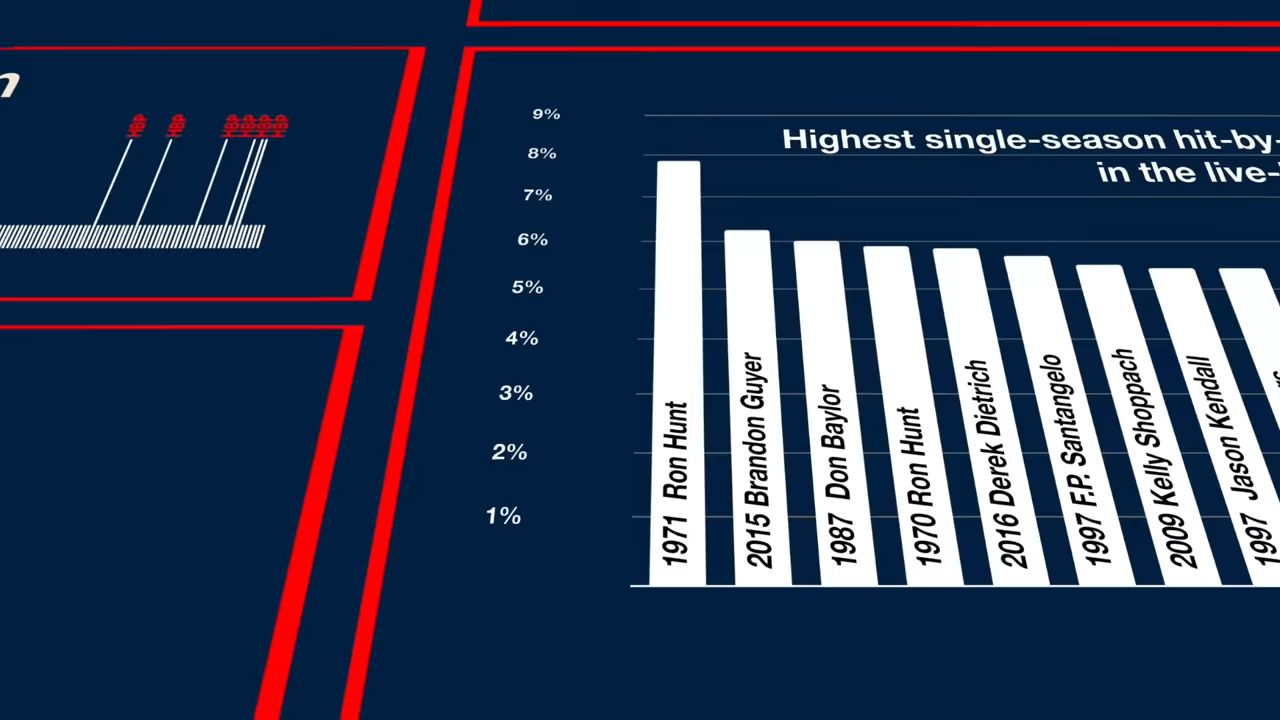 9%
8%
7%
6%
5%
4%
3%
2%
1%
Highest single-season hit-by-
in the live-
1971 Ron Hunt
2015 Brandon Guyer
1987 Don Baylor
1970 Ron Hunt
2016 Derek Dietrich
1997 F.P. Santangelo
2009 Kelly Shoppach
1997 Jason Kendall